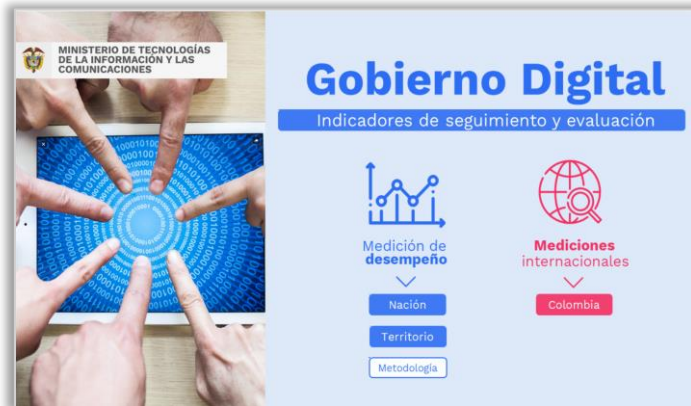 MINISTERIO DE TECNOLOGÍAS
DE LA INFORMACIÓN Y LAS
COMUNICACIONES
Gobierno Digital
Indicadores de seguimiento y evaluación
Medición de
desempeño
Nación
Territorio
Metodología
Mediciones
internacionales
Colombia